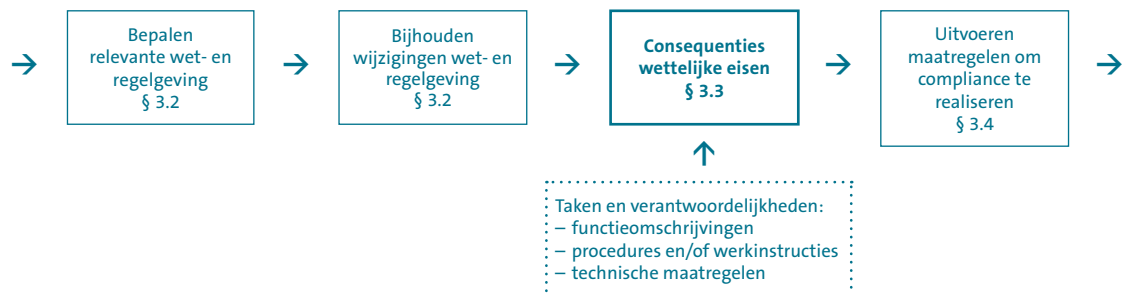 Bepalen
relevante wet- en
regelgeving
§ 3.2
Bijhouden
wijzigingen wet- en
regelgeving
§ 3.2
Consequenties
wettelijke eisen
§ 3.3
Uitvoeren
maatregelen om
compliance te
realiseren
§ 3.4
Taken en verantwoordelijkheden:
– functieomschrijvingen
– procedures en/of werkinstructies
– technische maatregelen